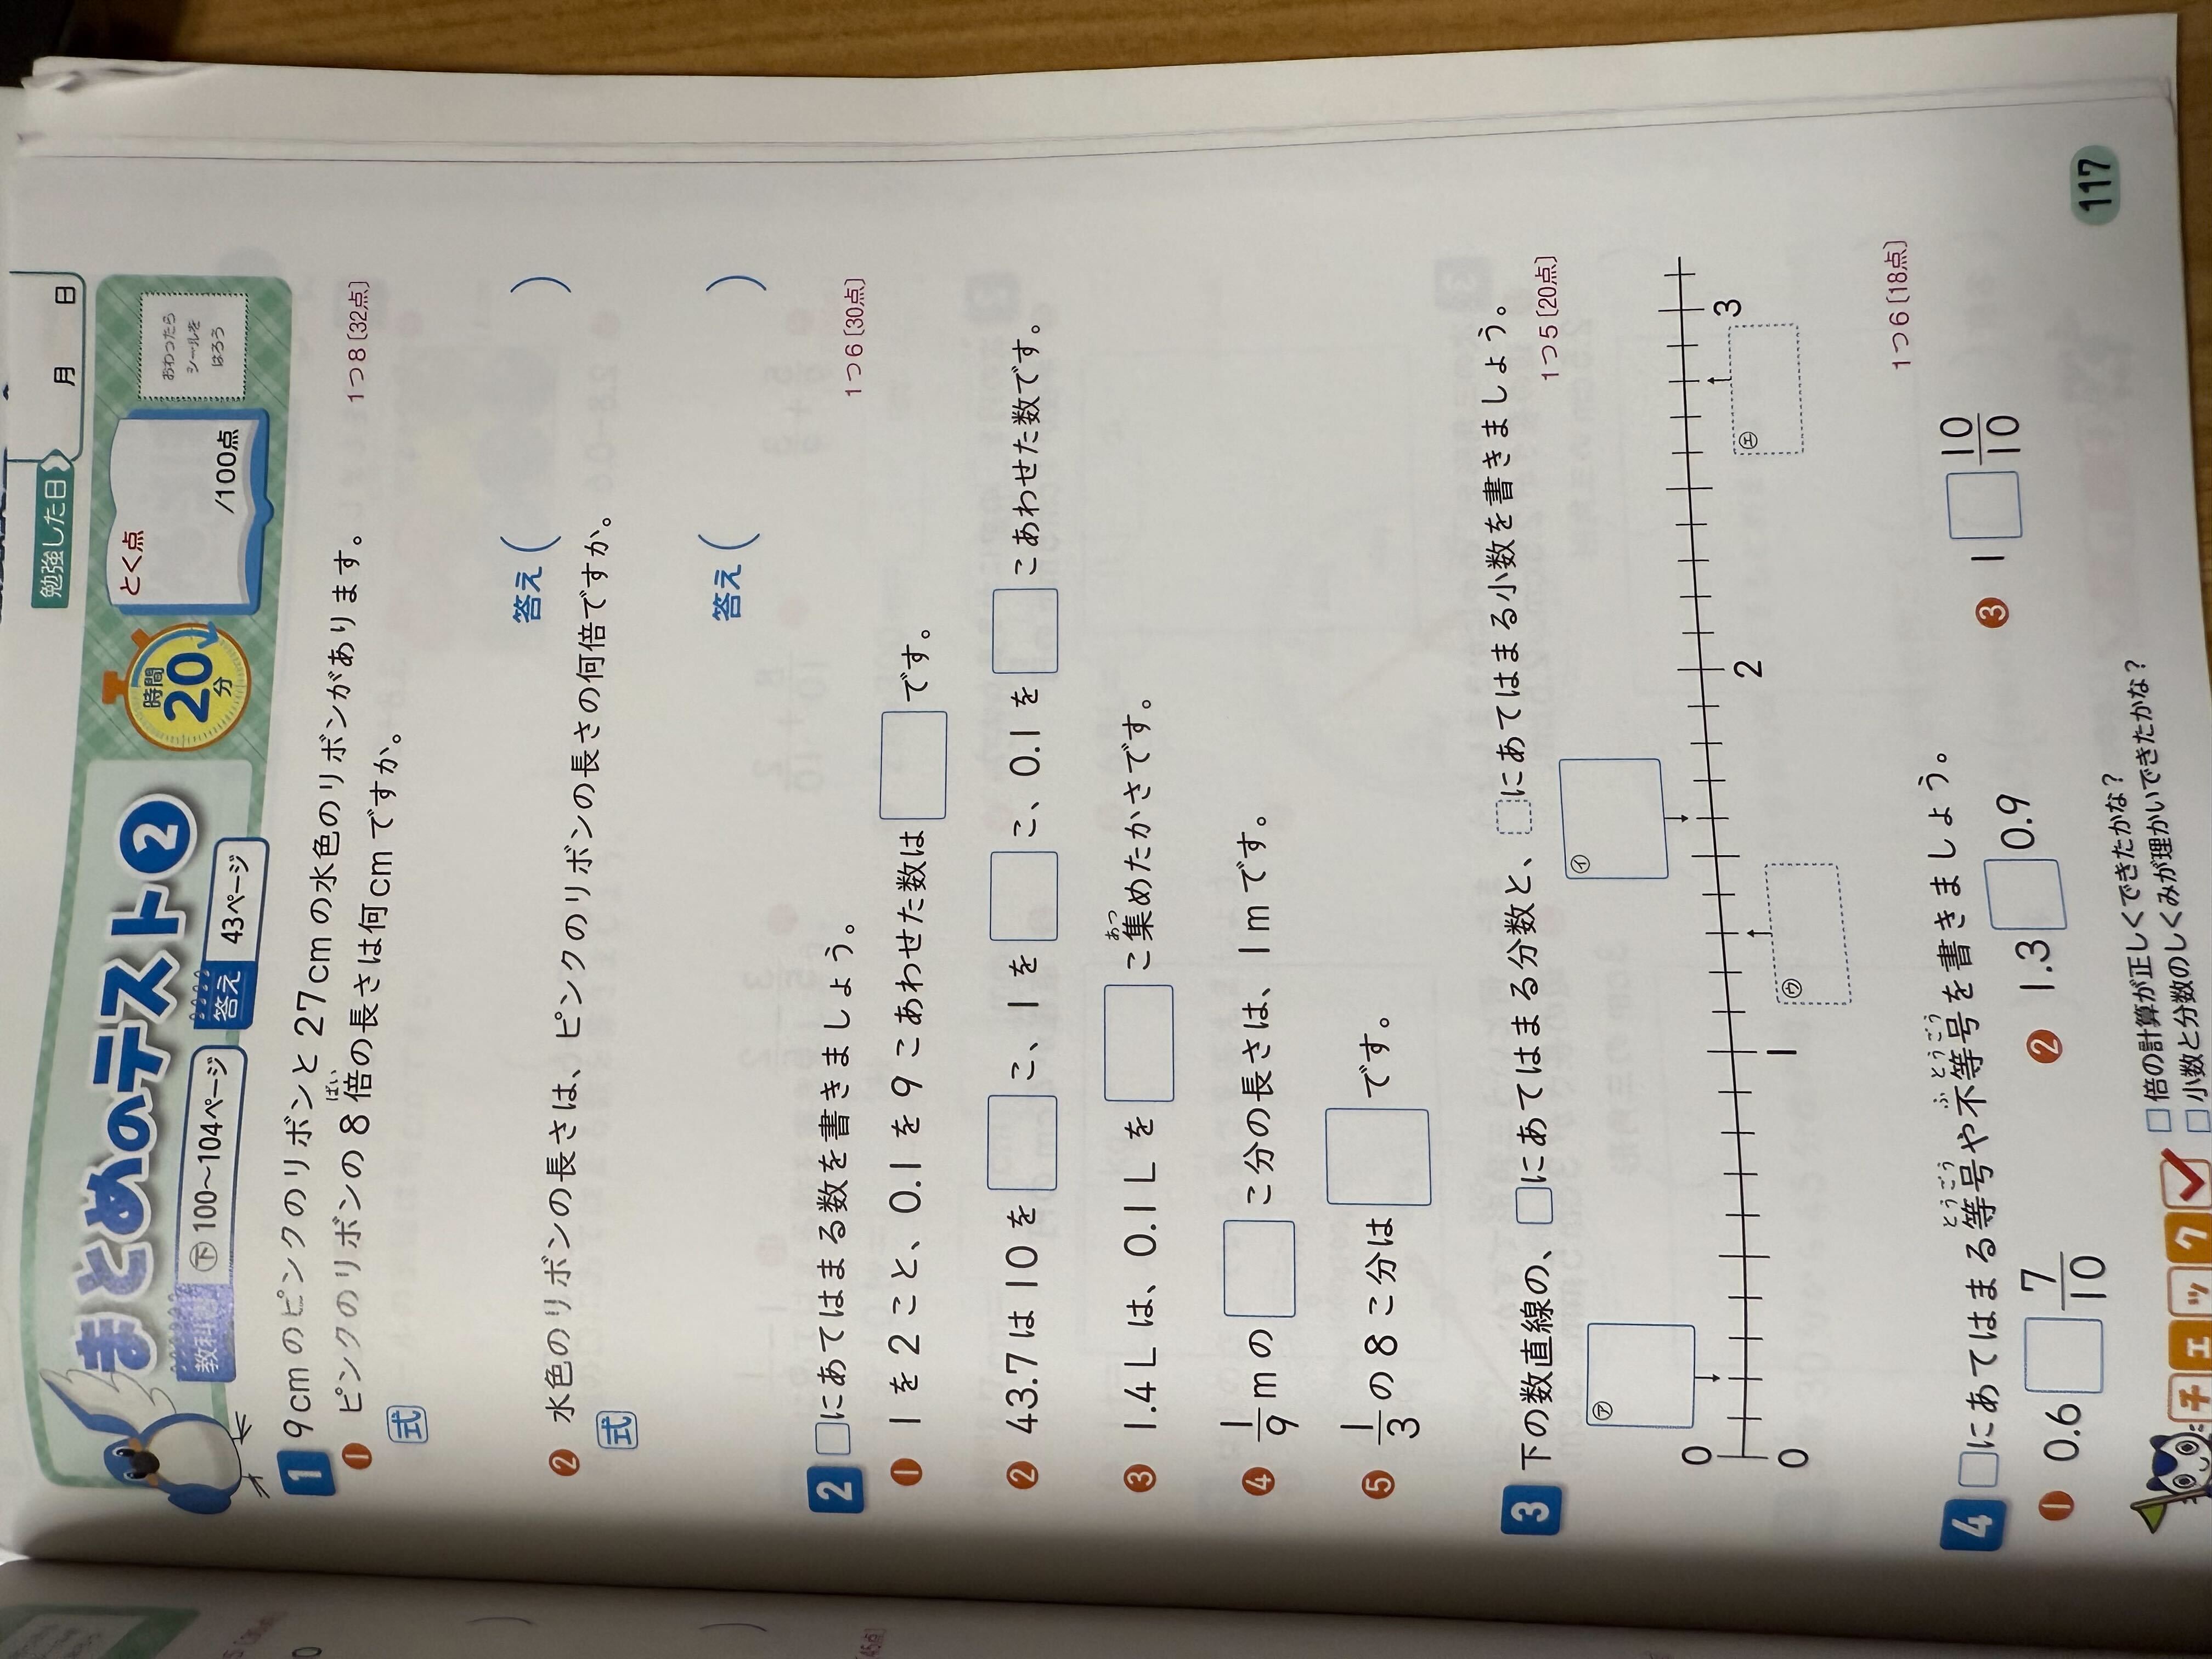 勉強した日
月　日
まとめのテスト2
時間
20
分
とく点
/100点
おわったら
シールを
はろう
教科書 下 100〜104ページ
答え 43ページ
1 9cmのピンクのリボンと27cmの水色のリボンがあります。 1つ8〔32点〕
❶ ピンクのリボンの8倍の長さは何cmですか。
ばい
式
答え（　　）
❷ 水色のリボンの長さは、ピンクのリボンの長さの何倍ですか。
式
答え（　　）
2 □にあてはまる数を書きましょう。 1つ6〔30点〕
❶ 1を2こと、0.1を9こあわせた数は□です。
❷ 43.7は10を□こ、1を□こ、0.1を□こあわせた数です。
❸ 1.4Lは、0.1Lを□こ集めたかさです。
あつ
❹ 1/9mの□こ分の長さは、1mです。
❺ 1/3の8こ分は□です。
3 下の数直線の、□にあてはまる分数と、□にあてはまる小数を書きましょう。
1つ5〔20点〕
㋐ ㋑
0
0 1 2 3
㋒ ㋓
1つ6〔18点〕
4 □にあてはまる等号や不等号を書きましょう。
とうごう ふとうごう
❶ 0.6□7/10 ❷ 1.3□0.9 ❸ 1□10/10
チェック
□倍の計算が正しくできたかな？
□小数と分数のしくみが理かいできたかな？
117